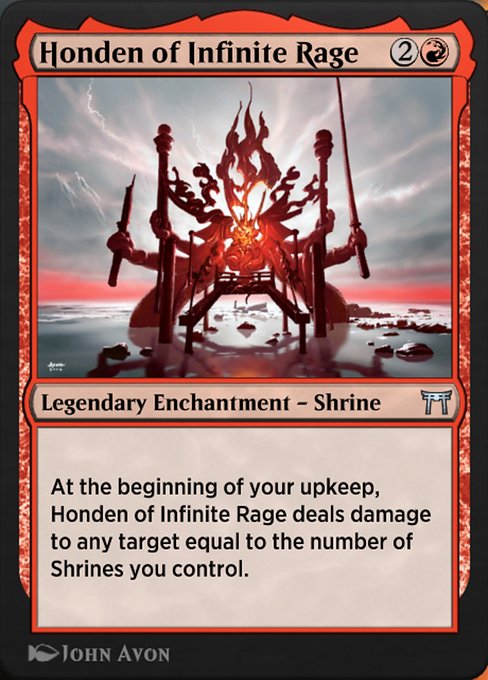 Honden of Infinite Rage 2
Legendary Enchantment – Shrine
At the beginning of your upkeep,
Honden of Infinite Rage deals damage
to any target equal to the number of
Shrines you control.
John Avon